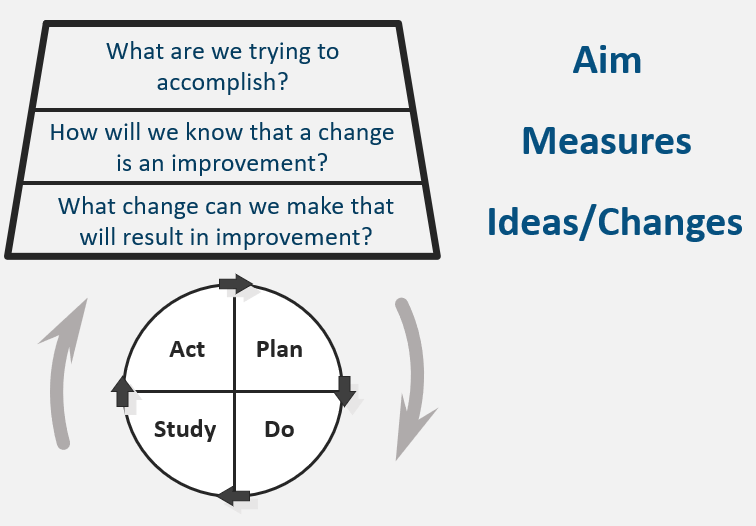 What are we trying to
accomplish?
Aim
How will we know that a change
is an improvement?
Measures
What change can we make that
will result in improvement?
Ideas/Changes
Act
Plan
Study
Do